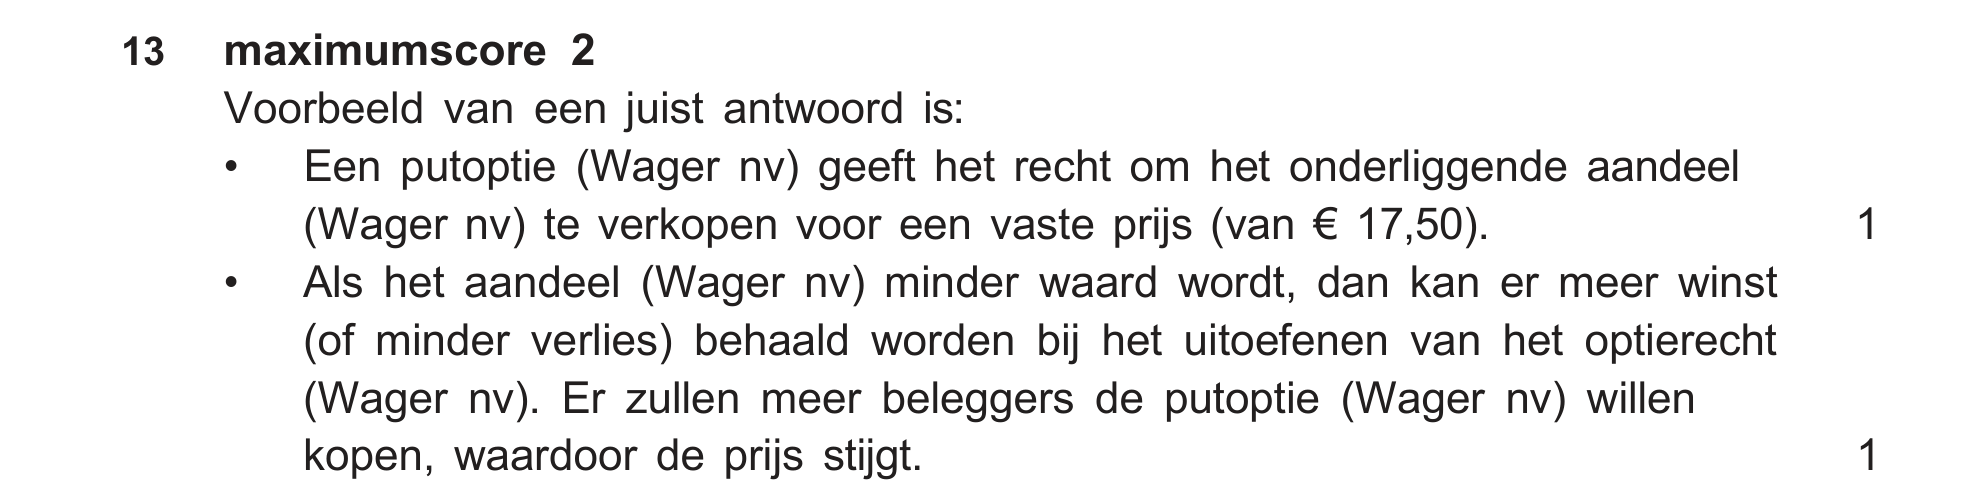 13 maximumscore 2
Voorbeeld van een juist antwoord is:
• Een putoptie (Wager nv) geeft het recht om het onderliggende aandeel
(Wager nv) te verkopen voor een vaste prijs (van € 17,50). 1
• Als het aandeel (Wager nv) minder waard wordt, dan kan er meer winst
(of minder verlies) behaald worden bij het uitoefenen van het optierecht
(Wager nv). Er zullen meer beleggers de putoptie (Wager nv) willen
kopen, waardoor de prijs stijgt. 1